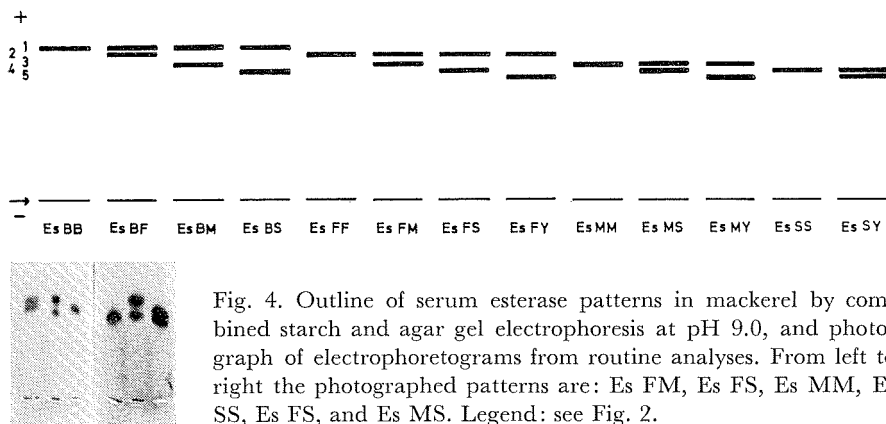 +
1
2
3
4
5
→
−
Es BB Es BF Es BM Es BS Es FF Es FM Es FS Es FY Es MM Es MS Es MY Es SS Es SY
Fig. 4. Outline of serum esterase patterns in mackerel by com-
bined starch and agar gel electrophoresis at pH 9.0, and photo-
graph of electrophoretograms from routine analyses. From left to
right the photographed patterns are: Es FM, Es FS, Es MM, E
SS, Es FS, and Es MS. Legend: see Fig. 2.